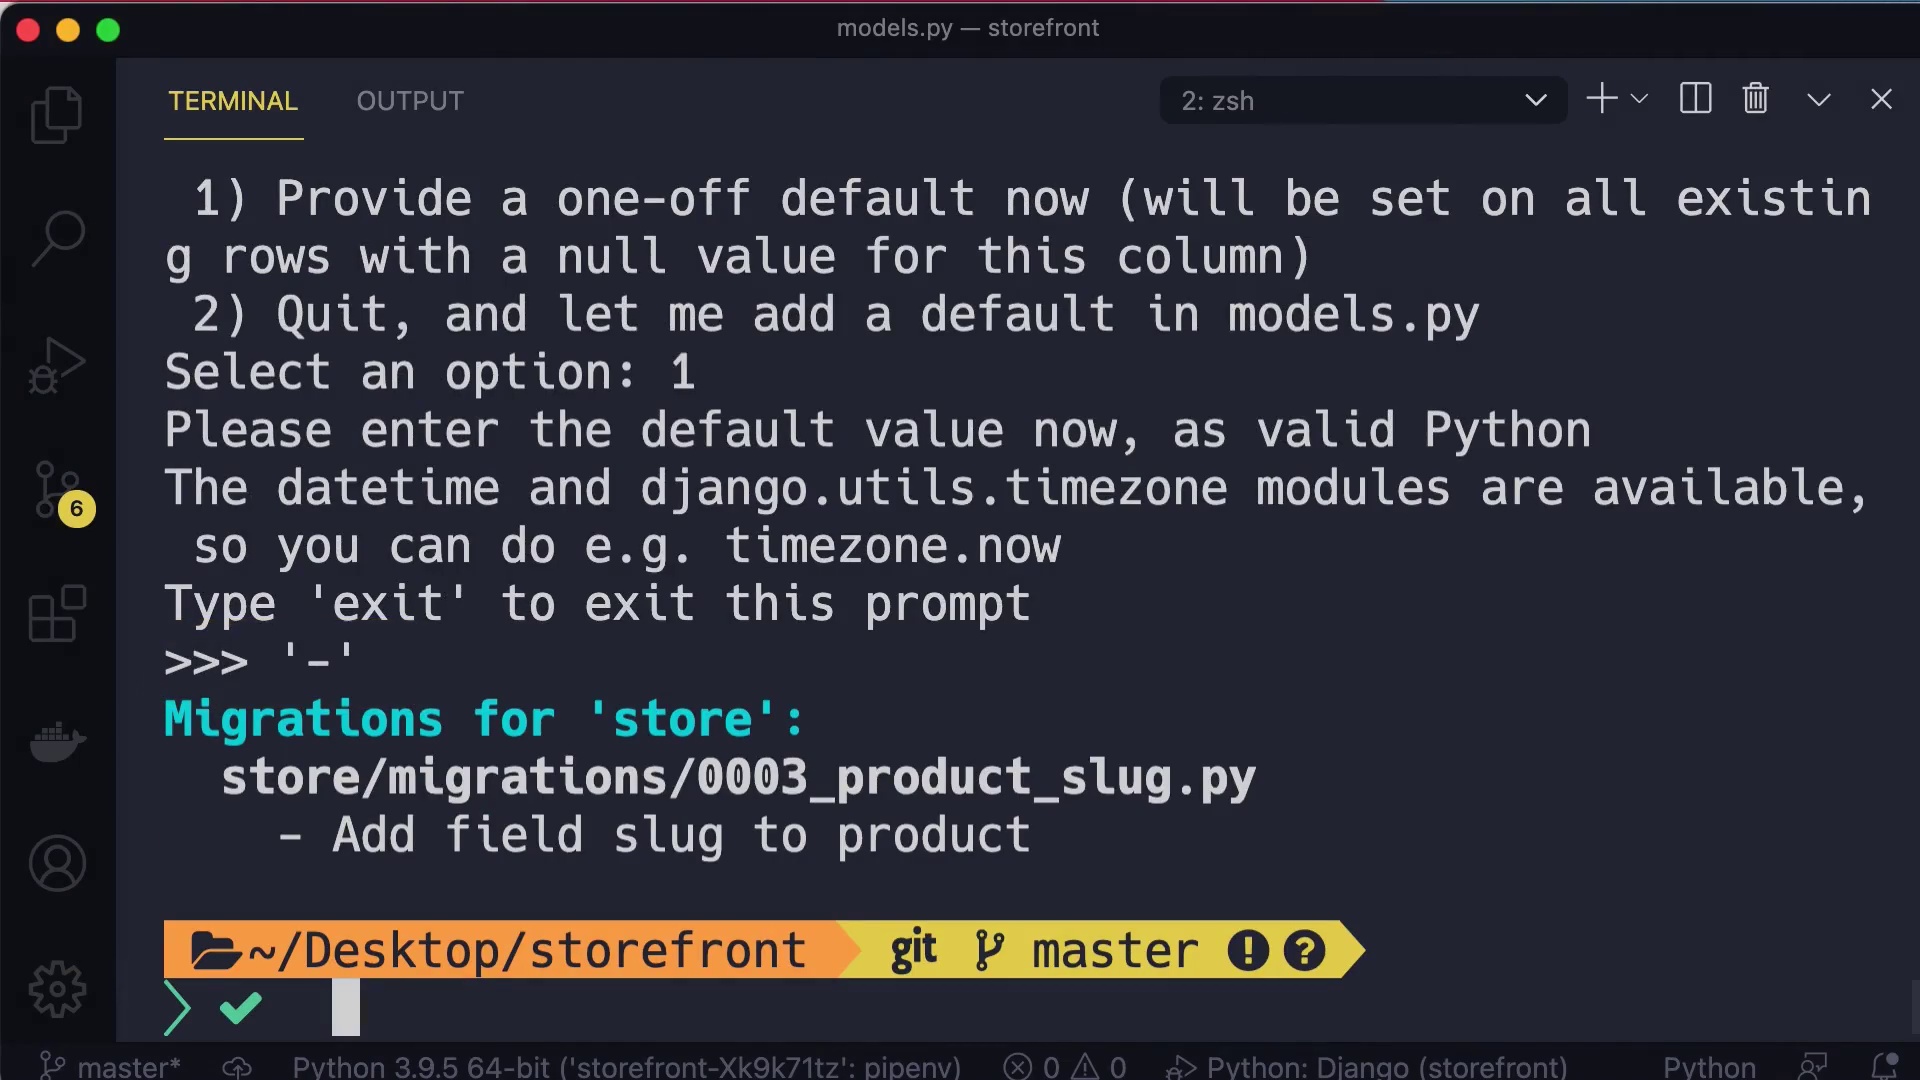 models.py — storefront
TERMINAL OUTPUT 2: zsh
1) Provide a one-off default now (will be set on all existin
g rows with a null value for this column)
2) Quit, and let me add a default in models.py
Select an option: 1
Please enter the default value now, as valid Python
The datetime and django.utils.timezone modules are available,
so you can do e.g. timezone.now
Type 'exit' to exit this prompt
>>> '-'
Migrations for 'store':
store/migrations/0003_product_slug.py
- Add field slug to product
~/Desktop/storefront git master ! ?
6
master* Python 3.9.5 64-bit ('storefront-Xk9k71tz': pipenv) 0 0 Python: Django (storefront) Python